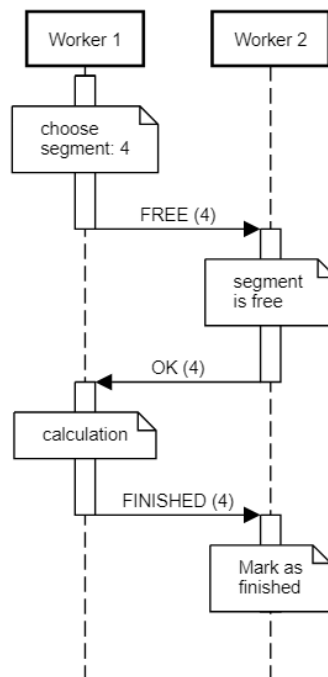 Worker 1
Worker 2
choose
segment: 4
FREE (4)
segment
is free
OK (4)
calculation
FINISHED (4)
Mark as
finished